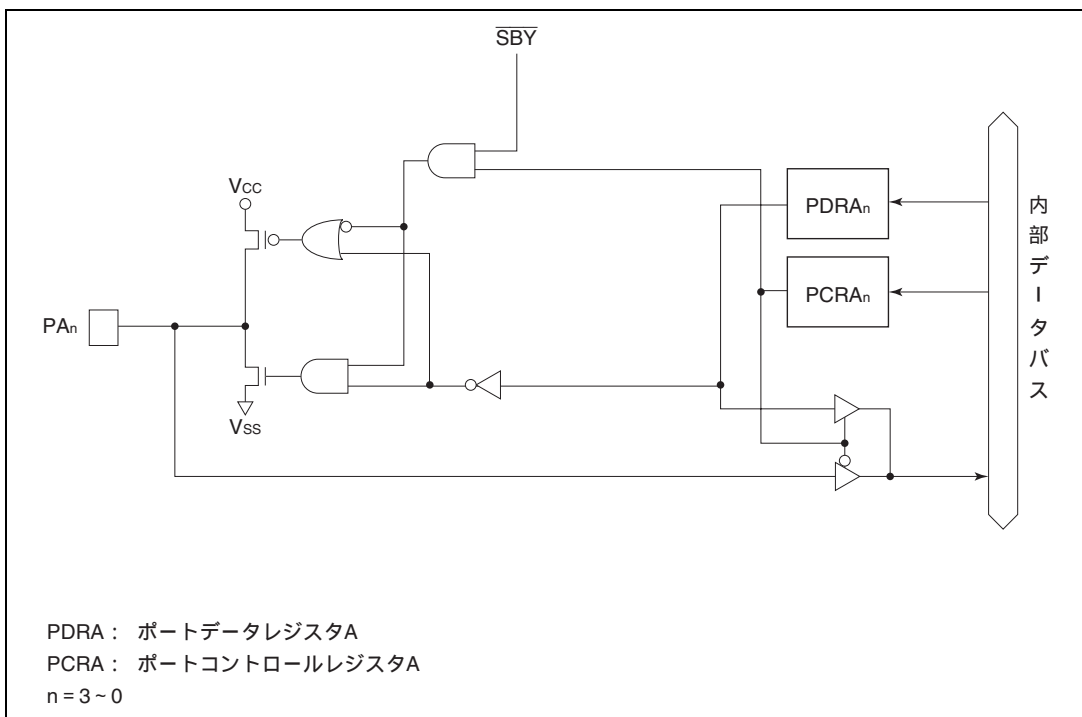 SBY
VCC
PDRAn
PCRAn
内部データバス
PAn
VSS
PDRA : ポートデータレジスタA
PCRA : ポートコントロールレジスタA
n = 3 ~ 0